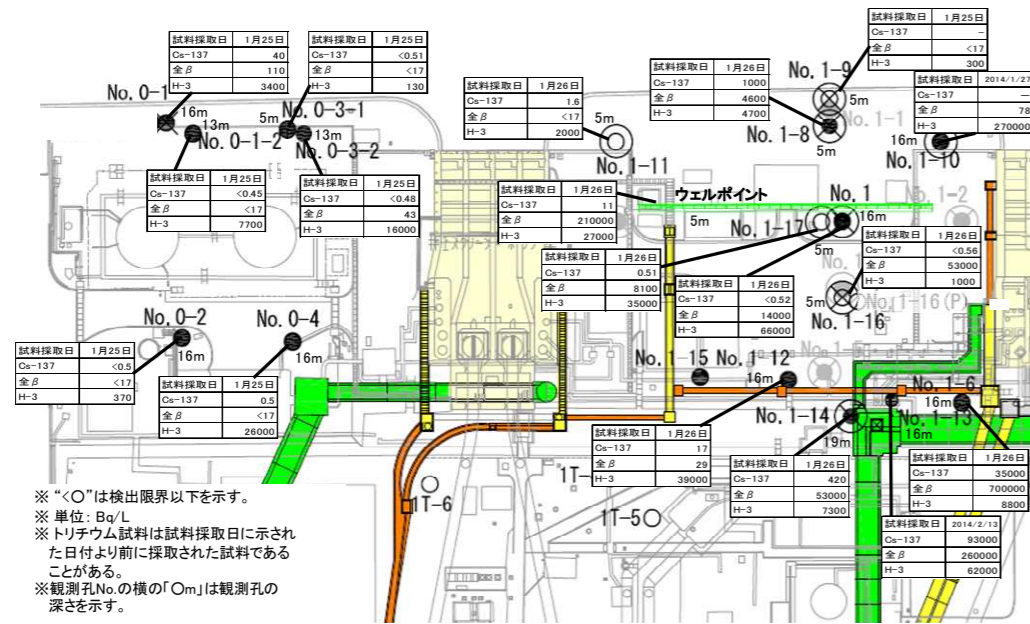 試料採取日 1月25日
Cs-137 40
全β 110
H-3 3400
試料採取日 1月25日
Cs-137 <0.51
全β <17
H-3 130
試料採取日 1月26日
Cs-137 1.6
全β <17
H-3 2000
試料採取日 1月26日
Cs-137 1000
全β 4600
H-3 4700
試料採取日 1月25日
Cs-137 -
全β <17
H-3 300
試料採取日 2014/1/27
Cs-137 -
全β 78
H-3 270000
No. 0-1
16m
13m
No. 0-1-2
No. 0-3-1
5m
13m
No. 0-3-2
5m
No. 1-11
No. 1-9
5m
No. 1-1
No. 1-8
5m
16m
No. 1-10
試料採取日 1月25日
Cs-137 <0.45
全β <17
H-3 7700
試料採取日 1月25日
Cs-137 <0.48
全β 43
H-3 16000
試料採取日 1月26日
Cs-137 11
全β 210000
H-3 27000
ウェルポイント
5m
No. 1
16m
No. 1-2
No. 1-17
5m
試料採取日 1月26日
Cs-137 0.51
全β 8100
H-3 35000
試料採取日 1月26日
Cs-137 <0.52
全β 14000
H-3 66000
試料採取日 1月26日
Cs-137 <0.56
全β 53000
H-3 1000
5m
No. 1-16(P)
No. 1-16
No. 0-2
16m
No. 0-4
16m
試料採取日 1月25日
Cs-137 <0.5
全β <17
H-3 370
試料採取日 1月25日
Cs-137 0.5
全β <17
H-3 26000
No. 1-15
No. 1-12
16m
No. 1-6
16m
No. 1-14
19m
No. 1-13
16m
試料採取日 1月26日
Cs-137 17
全β 29
H-3 39000
試料採取日 1月26日
Cs-137 420
全β 53000
H-3 7300
試料採取日 1月26日
Cs-137 35000
全β 700000
H-3 8800
試料採取日 2014/2/13
Cs-137 93000
全β 260000
H-3 62000
1T-6
1T-
1T-5
※ “<○”は検出限界以下を示す。
※ 単位: Bq/L
※ トリチウム試料は試料採取日に示され
た日付より前に採取された試料である
ことがある。
※観測孔No.の横の「○m」は観測孔の
深さを示す。